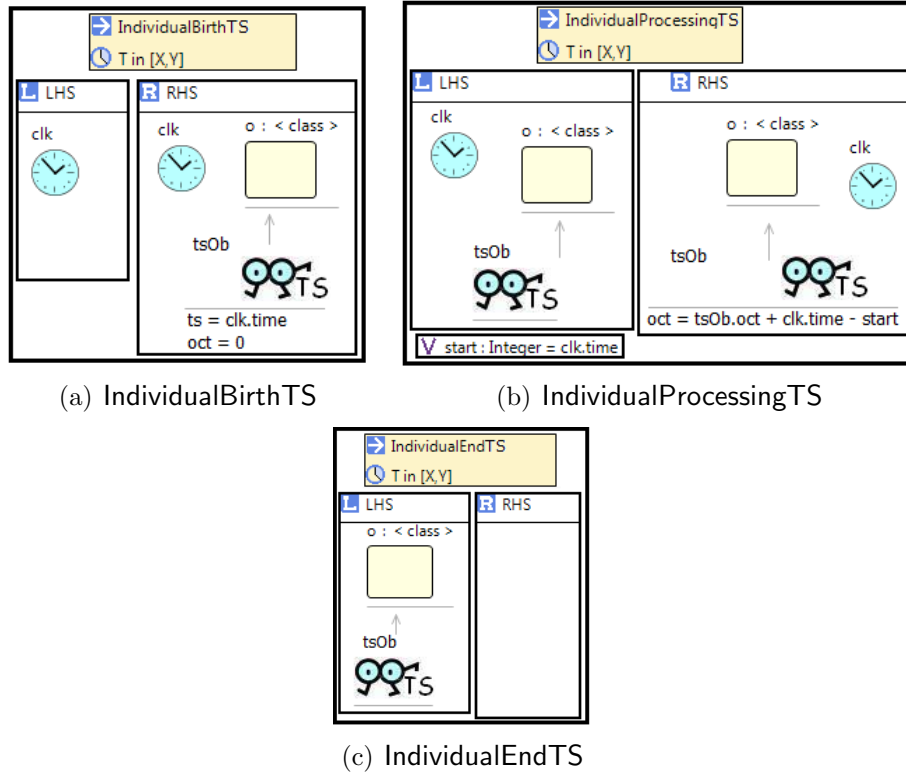 IndividualBirthTS
T in [X,Y]
L LHS
clk
R RHS
clk
o : < class >
tsOb
TS
ts = clk.time
oct = 0
(a) IndividualBirthTS
IndividualProcessingTS
T in [X,Y]
L LHS
clk
o : < class >
tsOb
TS
R RHS
o : < class >
clk
tsOb
TS
oct = tsOb.oct + clk.time - start
V start : Integer = clk.time
(b) IndividualProcessingTS
IndividualEndTS
T in [X,Y]
L LHS
o : < class >
tsOb
TS
R RHS
(c) IndividualEndTS